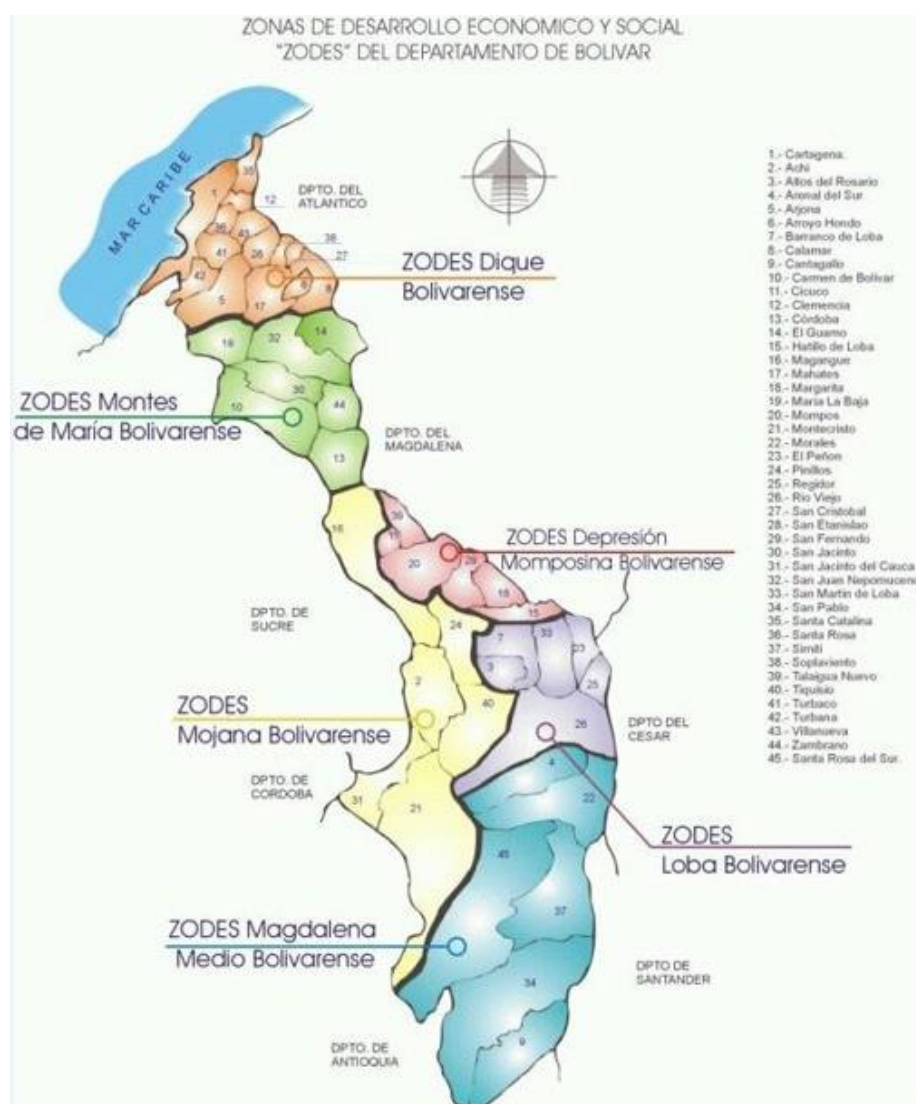 ZONAS DE DESARROLLO ECONOMICO Y SOCIAL
"ZODES" DEL DEPARTAMENTO DE BOLIVAR
MAR CARIBE
DPTO. DEL
ATLANTICO
ZODES Dique
Bolivarense
ZODES Montes
de María Bolivarense
DPTO. DEL
MAGDALENA
ZODES Depresión
Momposina Bolivarense
DPTO. DE
SUCRE
ZODES
Mojana Bolivarense
DPTO DEL
CESAR
DPTO. DE
CORDOBA
ZODES
Loba Bolivarense
ZODES Magdalena
Medio Bolivarense
DPTO DE
SANTANDER
DPTO. DE
ANTIOQUIA
1.- Cartagena.
2.- Achi
3.- Altos del Rosario
4.- Arenal del Sur
5.- Arjona
6.- Arroyo Hondo
7.- Barranco de Loba
8.- Calamar
9.- Cantagallo
10.- Carmen de Bolívar
11.- Cicuco
12.- Clemencia
13.- Córdoba
14.- El Guamo
15.- Hatillo de Loba
16.- Magangue
17.- Mahates
18.- Margarita
19.- María La Baja
20.- Mompos
21.- Montecristo
22.- Morales
23.- El Peñon
24.- Pinillos
25.- Regidor
26.- Rio Viejo
27.- San Cristobal
28.- San Etanislao
29.- San Fernando
30.- San Jacinto
31.- San Jacinto del Cauca
32.- San Juan Nepomuceno
33.- San Martin de Loba
34.- San Pablo
35.- Santa Catalina
36.- Santa Rosa
37.- Simiti
38.- Soplaviento
39.- Talaigua Nuevo
40.- Tiquisio
41.- Turbaco
42.- Turbana
43.- Villanueva
44.- Zambrano
45.- Santa Rosa del Sur.